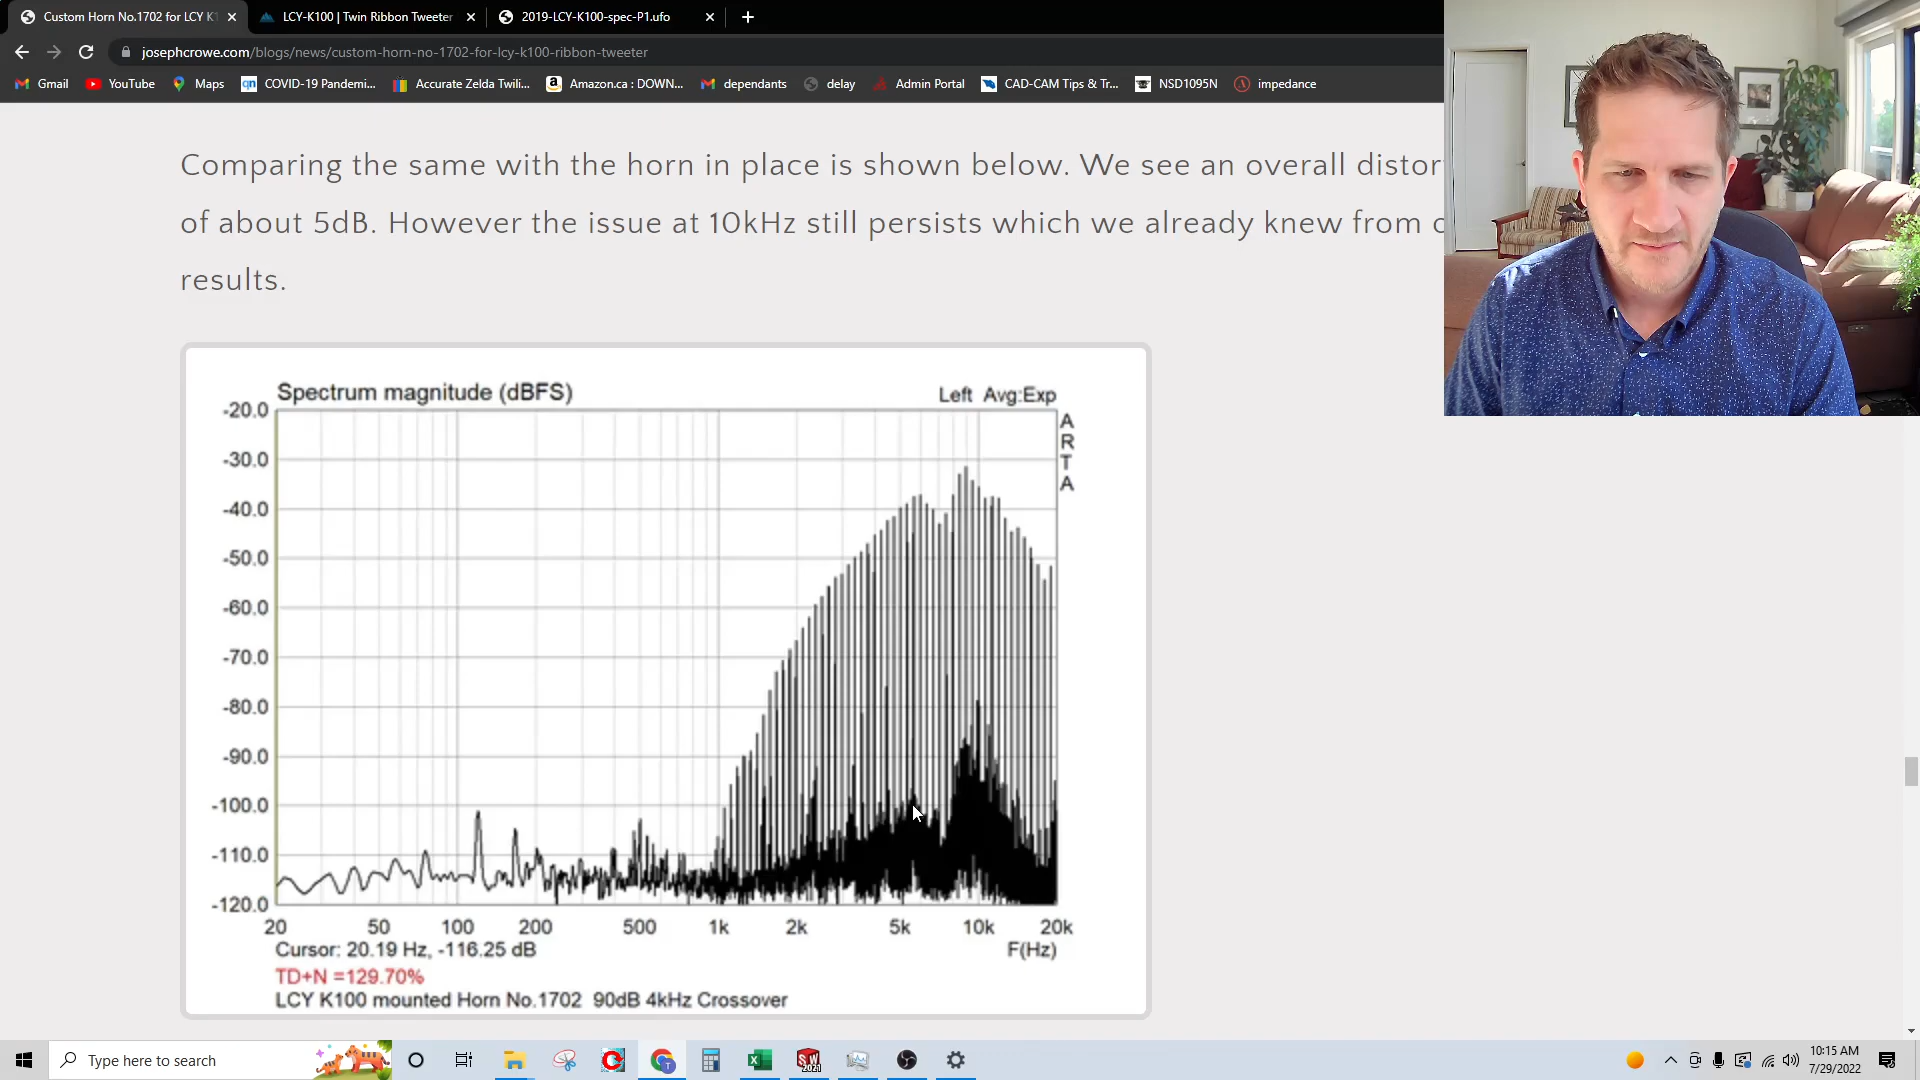 Custom Horn No.1702 for LCY K1
LCY-K100 | Twin Ribbon Tweeter
2019-LCY-K100-spec-P1.ufo
josephcrowe.com/blogs/news/custom-horn-no-1702-for-lcy-k100-ribbon-tweeter
Gmail YouTube Maps COVID-19 Pandemi... Accurate Zelda Twili... Amazon.ca : DOWN... dependants delay Admin Portal CAD-CAM Tips & Tr... NSD1095N impedance
Comparing the same with the horn in place is shown below. We see an overall distor
of about 5dB. However the issue at 10kHz still persists which we already knew from
results.
Spectrum magnitude (dBFS) Left Avg:Exp
A
R
T
A
-20.0
-30.0
-40.0
-50.0
-60.0
-70.0
-80.0
-90.0
-100.0
-110.0
-120.0
20 50 100 200 500 1k 2k 5k 10k 20k
Cursor: 20.19 Hz, -116.25 dB F(Hz)
TD+N =129.70%
LCY K100 mounted Horn No.1702 90dB 4kHz Crossover
Type here to search
10:15 AM
7/29/2022